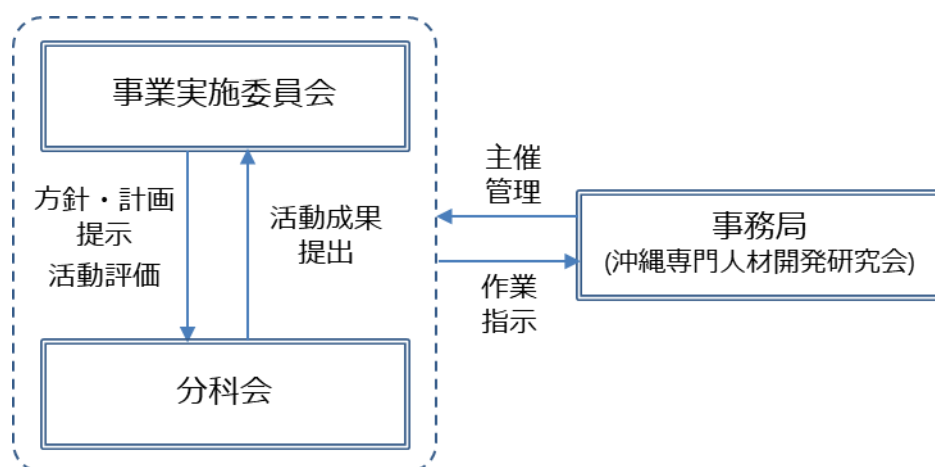 事業実施委員会
方針・計画
提示
活動評価
活動成果
提出
分科会
主催
管理
作業
指示
事務局
(沖縄専門人材開発研究会)